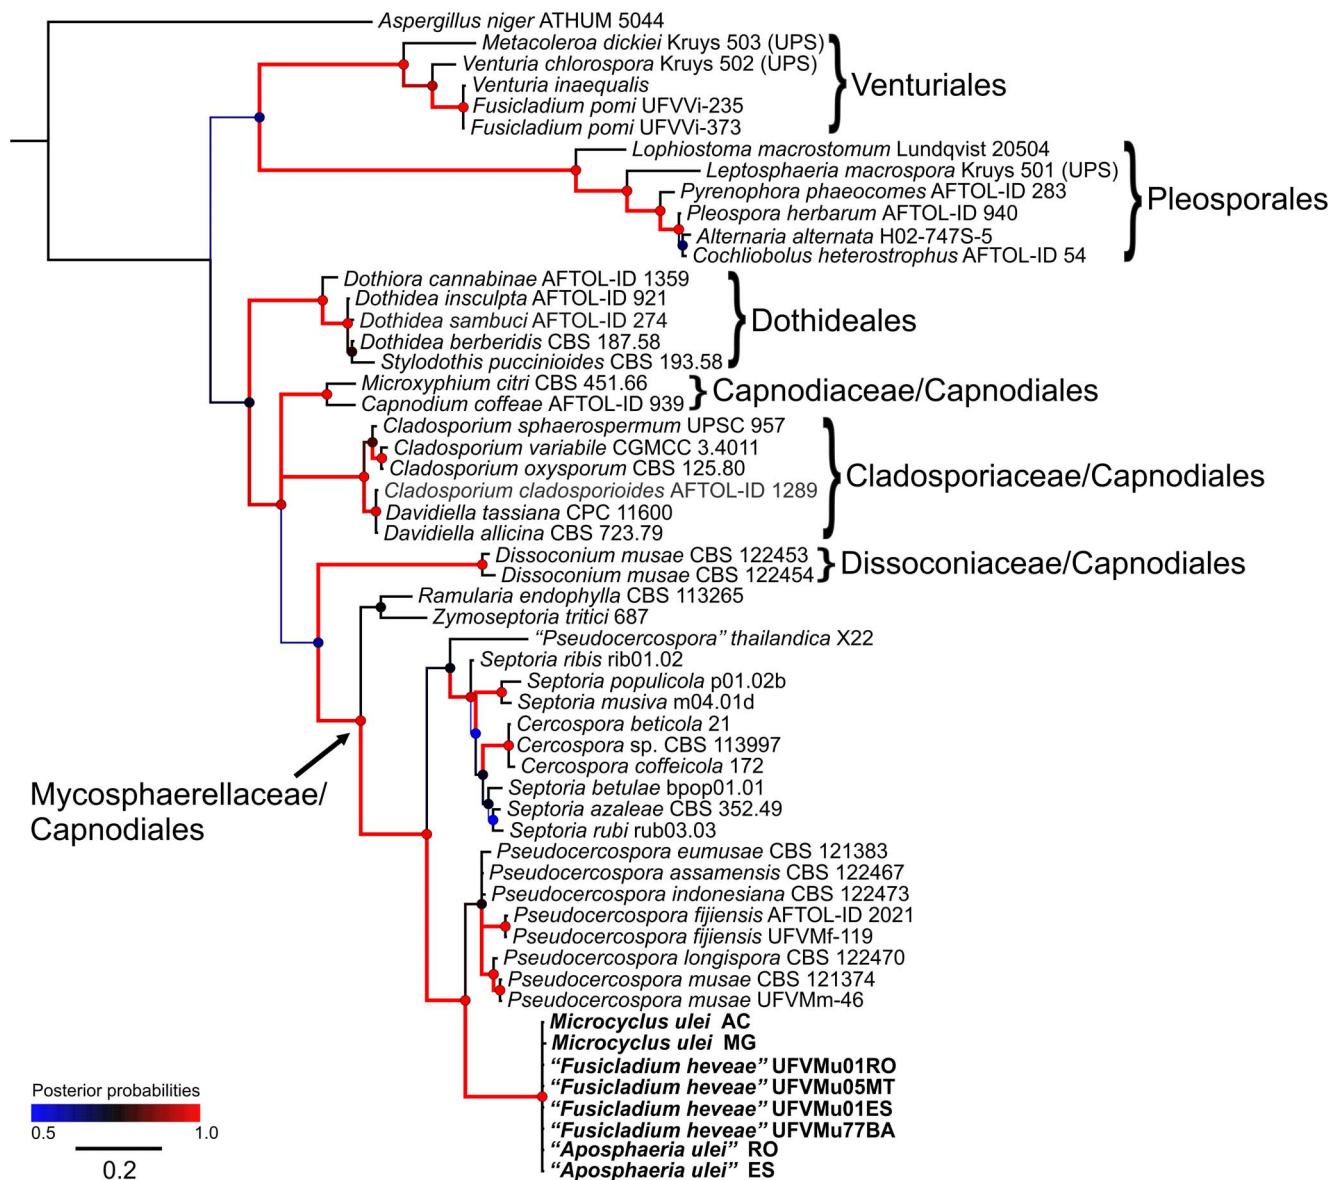 Aspergillus niger ATHUM 5044
Metacoleroa dickiei Kruys 503 (UPS)
Venturia chlorospora Kruys 502 (UPS)
Venturia inaequalis
Fusicladium pomi UFVVi-235
Fusicladium pomi UFVVi-373
Venturiales
Lophiostoma macrostomum Lundqvist 20504
Leptosphaeria macrospora Kruys 501 (UPS)
Pyrenophora phaeocomes AFTOL-ID 283
Pleospora herbarum AFTOL-ID 940
Alternaria alternata H02-747S-5
Cochliobolus heterostrophus AFTOL-ID 54
Pleosporales
Dothiora cannabinae AFTOL-ID 1359
Dothidea insculpta AFTOL-ID 921
Dothidea sambuci AFTOL-ID 274
Dothidea berberidis CBS 187.58
Stylodothis puccinioides CBS 193.58
Dothideales
Microxyphium citri CBS 451.66
Capnodium coffeae AFTOL-ID 939
Capnodiaceae/Capnodiales
Cladosporium sphaerospermum UPSC 957
Cladosporium variabile CGMCC 3.4011
Cladosporium oxysporum CBS 125.80
Cladosporium cladosporioides AFTOL-ID 1289
Davidiella tassiana CPC 11600
Davidiella allicina CBS 723.79
Cladosporiaceae/Capnodiales
Dissoconium musae CBS 122453
Dissoconium musae CBS 122454
Dissoconiaceae/Capnodiales
Ramularia endophylla CBS 113265
Zymoseptoria tritici 687
“Pseudocercospora” thailandica X22
Septoria ribis rib01.02
Septoria populicola p01.02b
Septoria musiva m04.01d
Cercospora beticola 21
Cercospora sp. CBS 113997
Cercospora coffeicola 172
Septoria betulae bpop01.01
Septoria azaleae CBS 352.49
Septoria rubi rub03.03
Mycosphaerellaceae/
Capnodiales
Pseudocercospora eumusae CBS 121383
Pseudocercospora assamensis CBS 122467
Pseudocercospora indonesiana CBS 122473
Pseudocercospora fijiensis AFTOL-ID 2021
Pseudocercospora fijiensis UFVMf-119
Pseudocercospora longispora CBS 122470
Pseudocercospora musae CBS 121374
Pseudocercospora musae UFVMm-46
Microcyclus ulei AC
Microcyclus ulei MG
“Fusicladium heveae” UFVMu01RO
“Fusicladium heveae” UFVMu05MT
“Fusicladium heveae” UFVMu01ES
“Fusicladium heveae” UFVMu77BA
“Aposphaeria ulei” RO
“Aposphaeria ulei” ES
Posterior probabilities
0.5 1.0
0.2